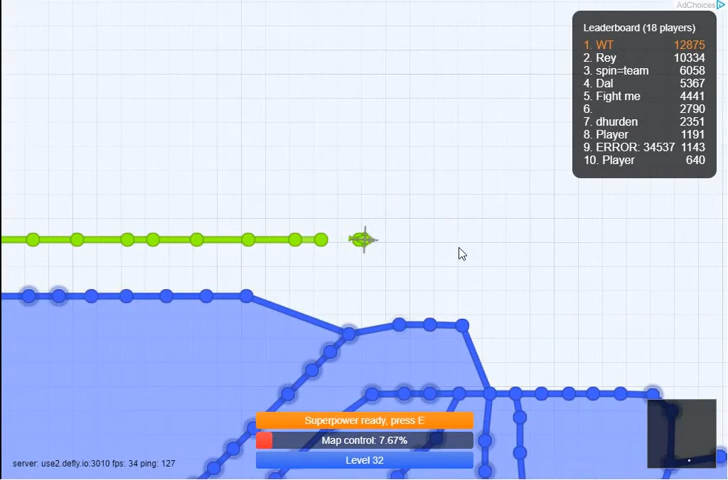 AdChoices
Leaderboard (18 players)
1. WT 12875
2. Rey 10334
3. spin=team 6058
4. Dal 5367
5. Fight me 4441
6. 2790
7. dhurden 2351
8. Player 1191
9. ERROR: 34537 1143
10. Player 640
Superpower ready, press E
Map control: 7.67%
Level 32
server: use2.defly.io:3010 fps: 34 ping: 127